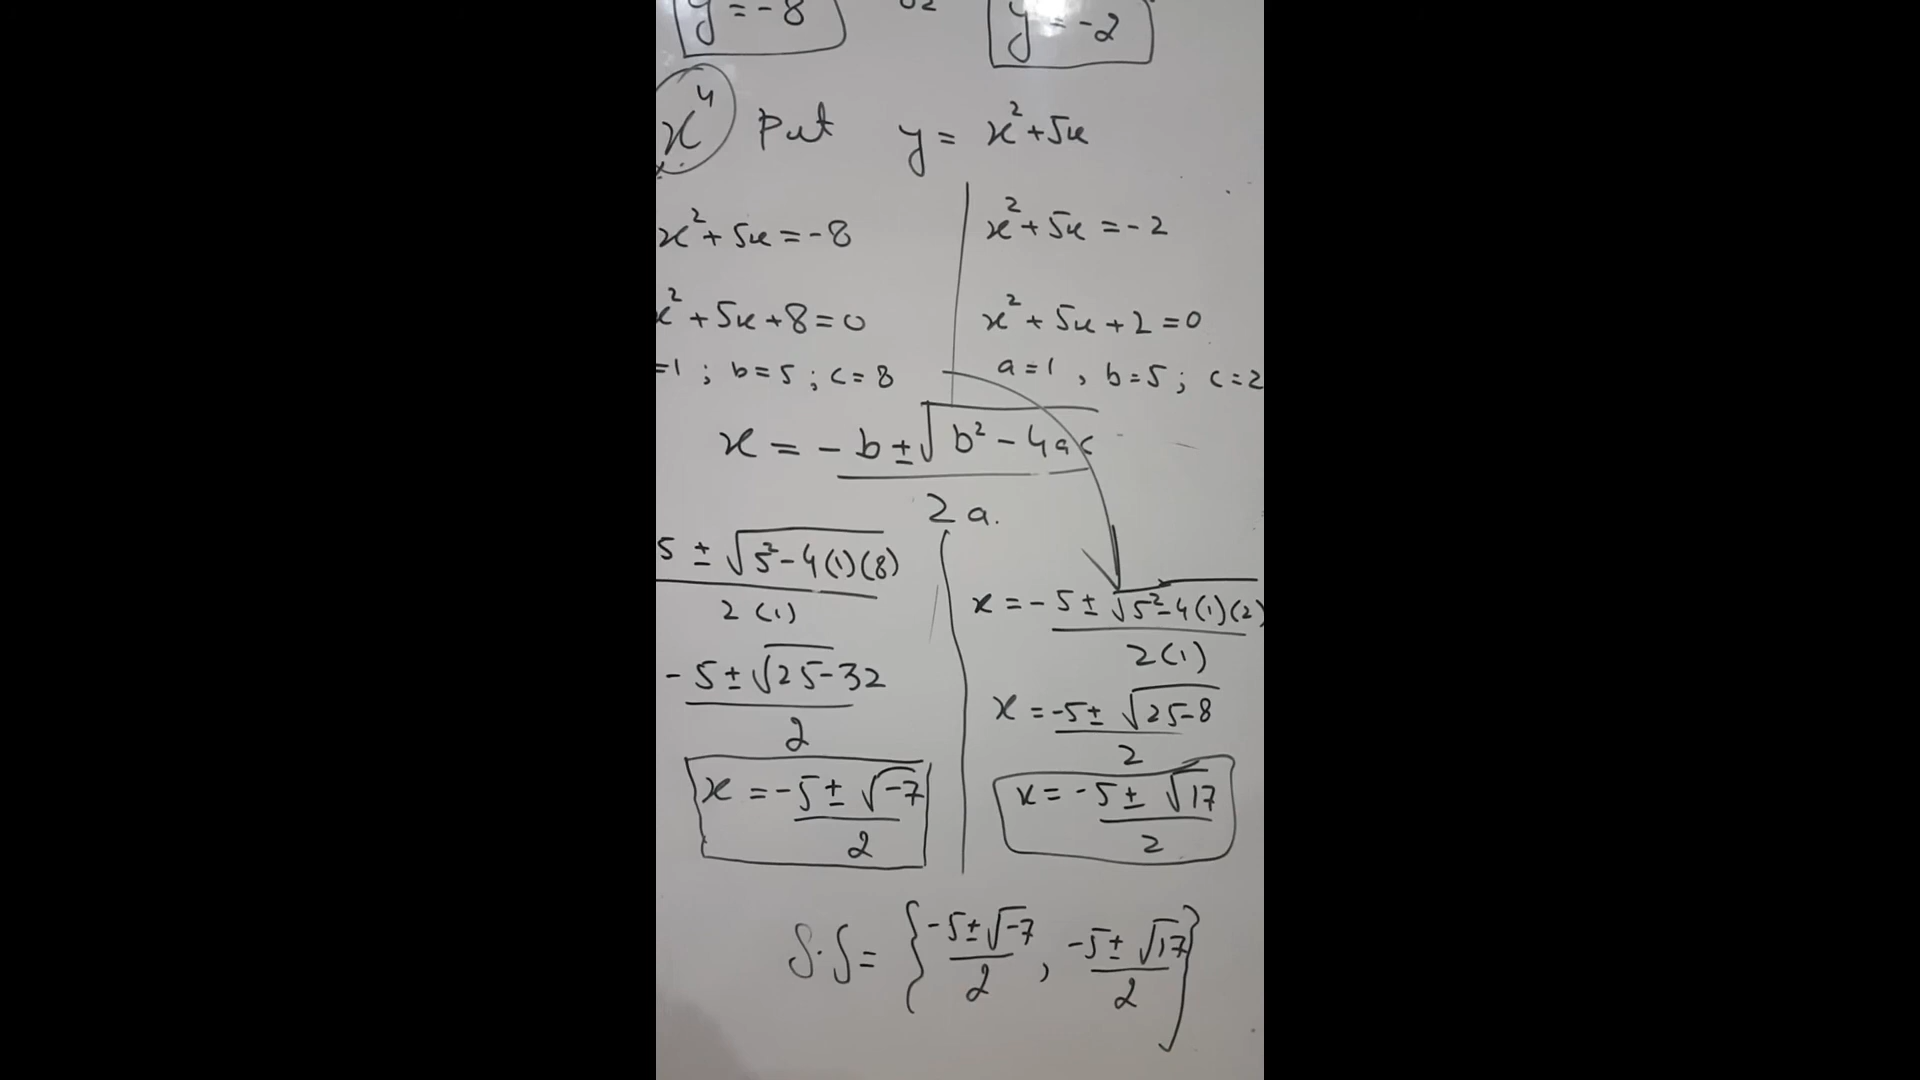 y = -8 or y = -2
x⁴ Put y = x² + 5x
x² + 5x = -8
x² + 5x + 8 = 0
=1 ; b = 5 ; c = 8
x² + 5x = -2
x² + 5x + 2 = 0
a = 1 , b = 5 ; c = 2
x = -b ± √(b² - 4ac) / 2a.
5 ± √(5² - 4(1)(8)) / 2(1)
-5 ± √(25 - 32) / 2
x = -5 ± √-7 / 2
x = -5 ± √(5² - 4(1)(2)) / 2(1)
x = -5 ± √(25 - 8) / 2
x = -5 ± √17 / 2
S.S = { -5 ± √-7 / 2 , -5 ± √17 / 2 }